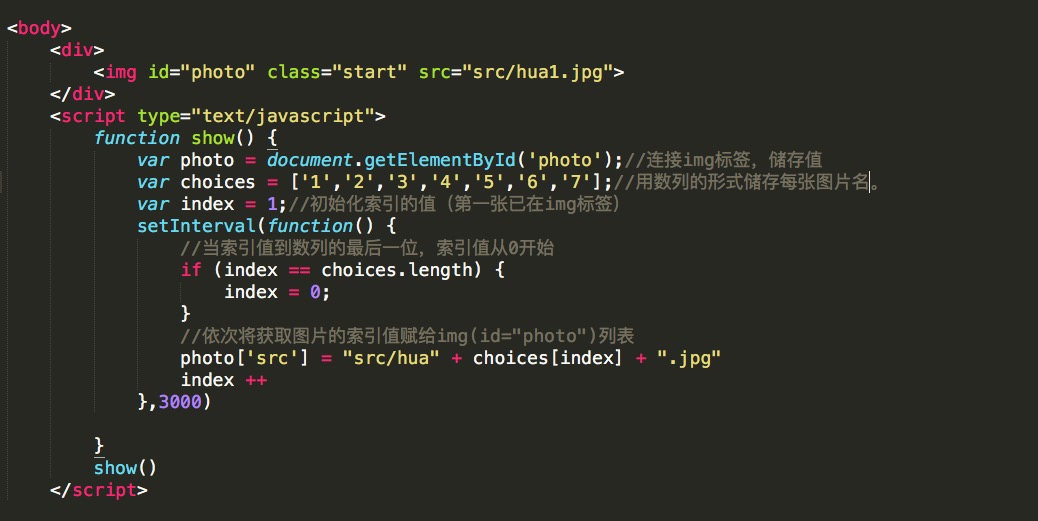 <body>
<div>
<img id="photo" class="start" src="src/hua1.jpg">
</div>
<script type="text/javascript">
function show() {
var photo = document.getElementById('photo');//连接img标签，储存值
var choices = ['1','2','3','4','5','6','7'];//用数列的形式储存每张图片名。
var index = 1;//初始化索引的值（第一张已在img标签）
setInterval(function() {
//当索引值到数列的最后一位，索引值从0开始
if (index == choices.length) {
index = 0;
}
//依次将获取图片的索引值赋给img(id="photo")列表
photo['src'] = "src/hua" + choices[index] + ".jpg"
index ++
},3000)
}
show()
</script>